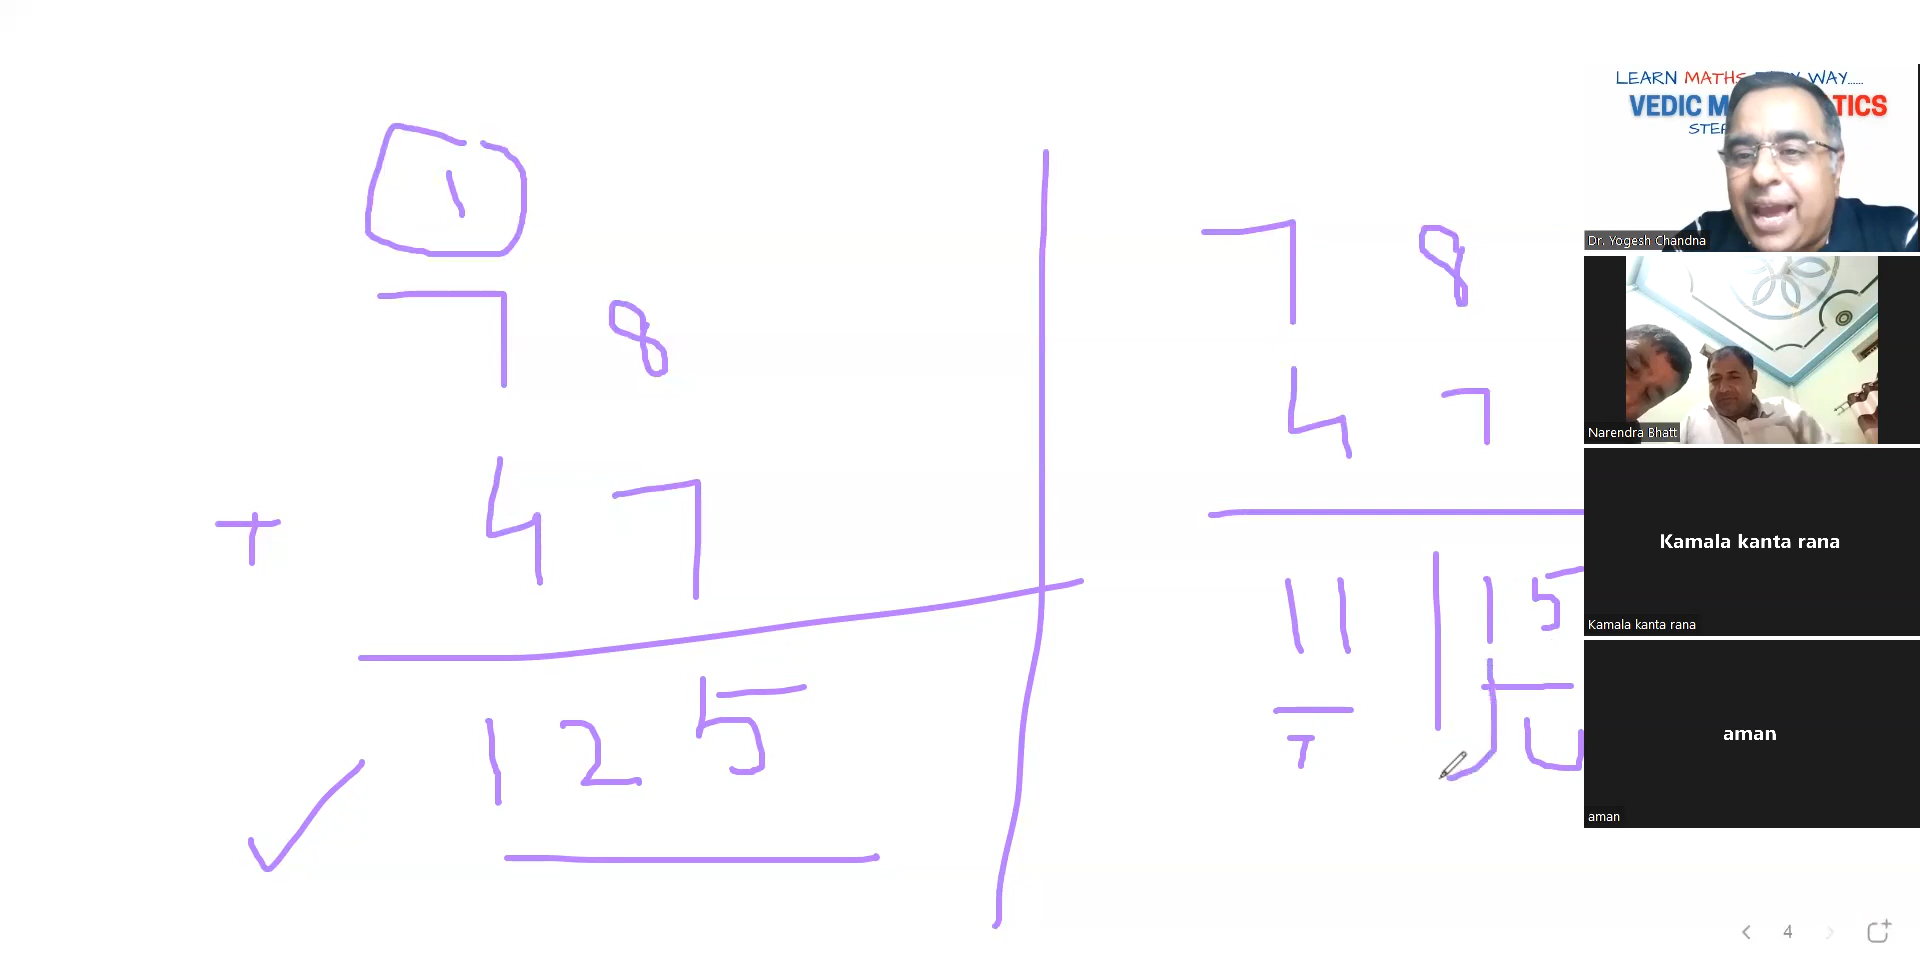 1
7 8
+ 4 7
1 2 5
7 8
4 7
11 | 15
T U
LEARN MATHS WAY......
VEDIC M TICS
STEP
Dr. Yogesh Chandna
Narendra Bhatt
Kamala kanta rana
Kamala kanta rana
aman
aman
4